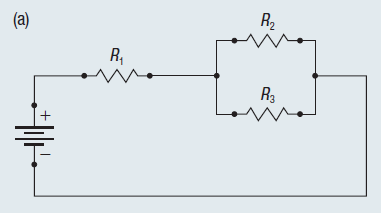 (a)
R₂
R₁
R₃
+
−